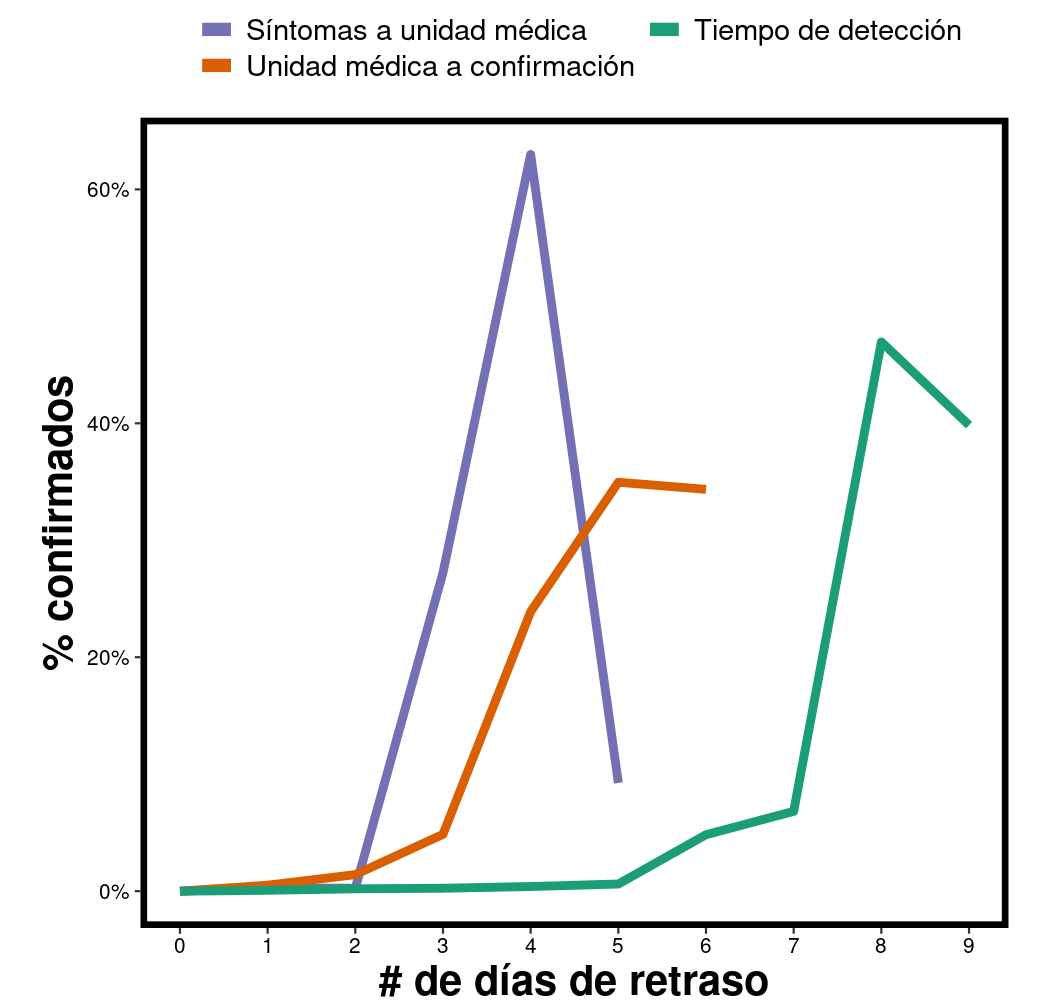 Síntomas a unidad médica
Tiempo de detección
Unidad médica a confirmación
% confirmados
60%
40%
20%
0%
0 1 2 3 4 5 6 7 8 9
# de días de retraso